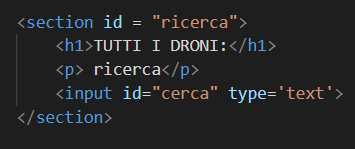 <section id = "ricerca">
<h1>TUTTI I DRONI:</h1>
<p> ricerca</p>
<input id="cerca" type='text'>
</section>